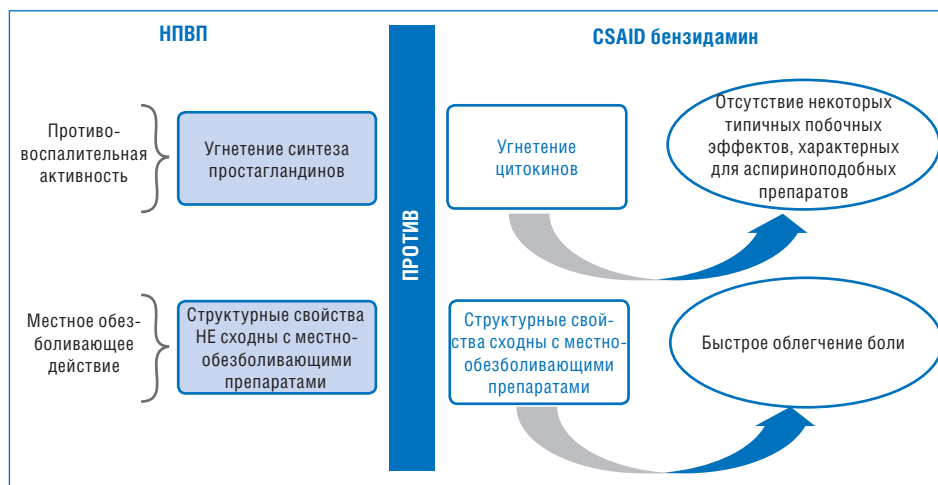 НПВП
CSAID бензидамин
Противо-
воспалительная
активность
Угнетение синтеза
простагландинов
ПРОТИВ
Угнетение
цитокинов
Отсутствие некоторых
типичных побочных
эффектов, характерных
для аспириноподобных
препаратов
Местное обез-
боливающее
действие
Структурные свойства
НЕ сходны с местно-
обезболивающими
препаратами
Структурные свой-
ства сходны с местно-
обезболивающими
препаратами
Быстрое облегчение боли